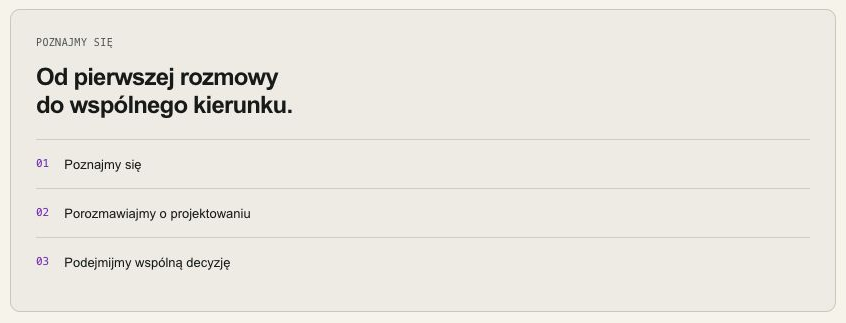 POZNAJMY SIĘ
Od pierwszej rozmowy
do wspólnego kierunku.
01 Poznajmy się
02 Porozmawiajmy o projektowaniu
03 Podejmijmy wspólną decyzję